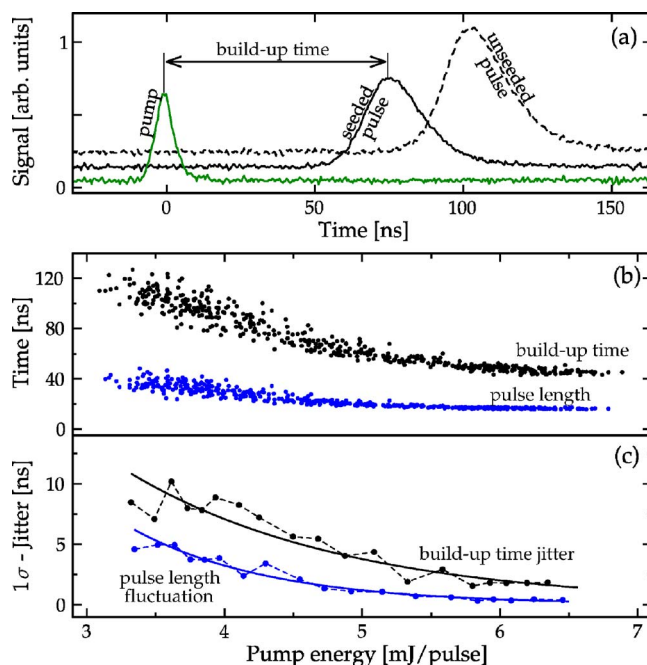 (a)
build-up time
pump
seeded
pulse
unseeded
pulse
Signal [arb. units]
1
0
0
50
100
150
Time [ns]
(b)
Time [ns]
120
80
40
0
build-up time
pulse length
(c)
1σ - Jitter [ns]
10
5
0
build-up time jitter
pulse length
fluctuation
3
4
5
6
7
Pump energy [mJ/pulse]